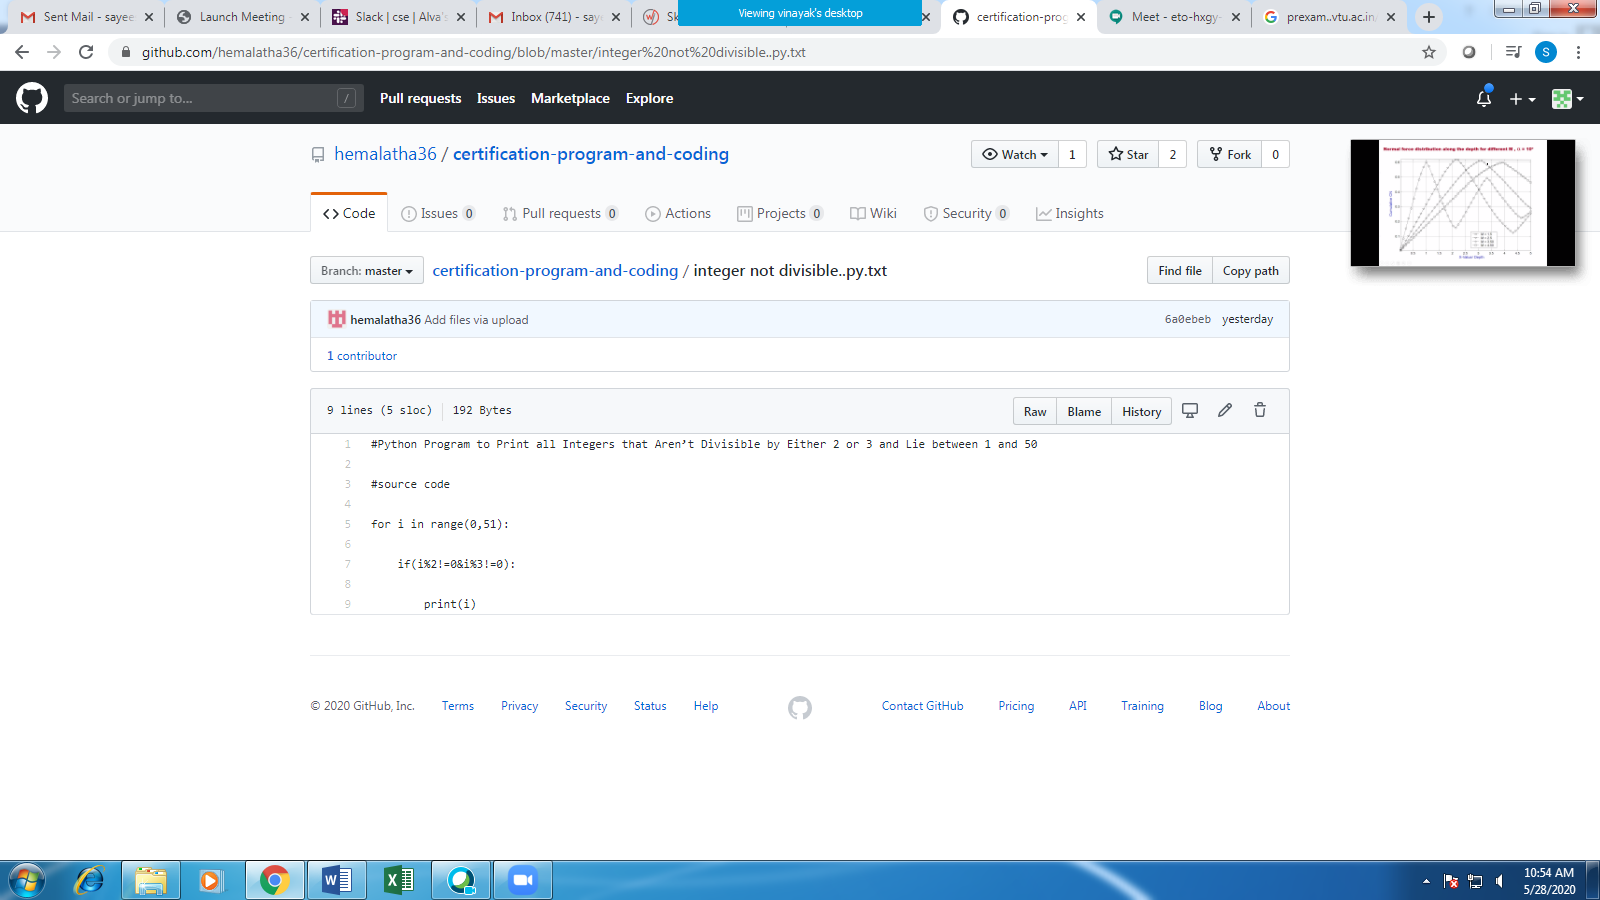 Sent Mail - sayee
Launch Meeting
Slack | cse | Alva's
Inbox (741) - say
Viewing vinayak's desktop
certification-prog
Meet - eto-hxgy-
prexam..vtu.ac.in
github.com/hemalatha36/certification-program-and-coding/blob/master/integer%20not%20divisible..py.txt
S
Search or jump to...
/
Pull requests
Issues
Marketplace
Explore
hemalatha36 / certification-program-and-coding
Watch 1
Star 2
Fork 0
Code
Issues 0
Pull requests 0
Actions
Projects 0
Wiki
Security 0
Insights
Branch: master
certification-program-and-coding / integer not divisible..py.txt
Find file
Copy path
hemalatha36 Add files via upload
6a0ebeb yesterday
1 contributor
9 lines (5 sloc)
192 Bytes
Raw
Blame
History
1 #Python Program to Print all Integers that Aren’t Divisible by Either 2 or 3 and Lie between 1 and 50
2
3 #source code
4
5 for i in range(0,51):
6
7 if(i%2!=0&i%3!=0):
8
9 print(i)
© 2020 GitHub, Inc.
Terms
Privacy
Security
Status
Help
Contact GitHub
Pricing
API
Training
Blog
About
10:54 AM
5/28/2020